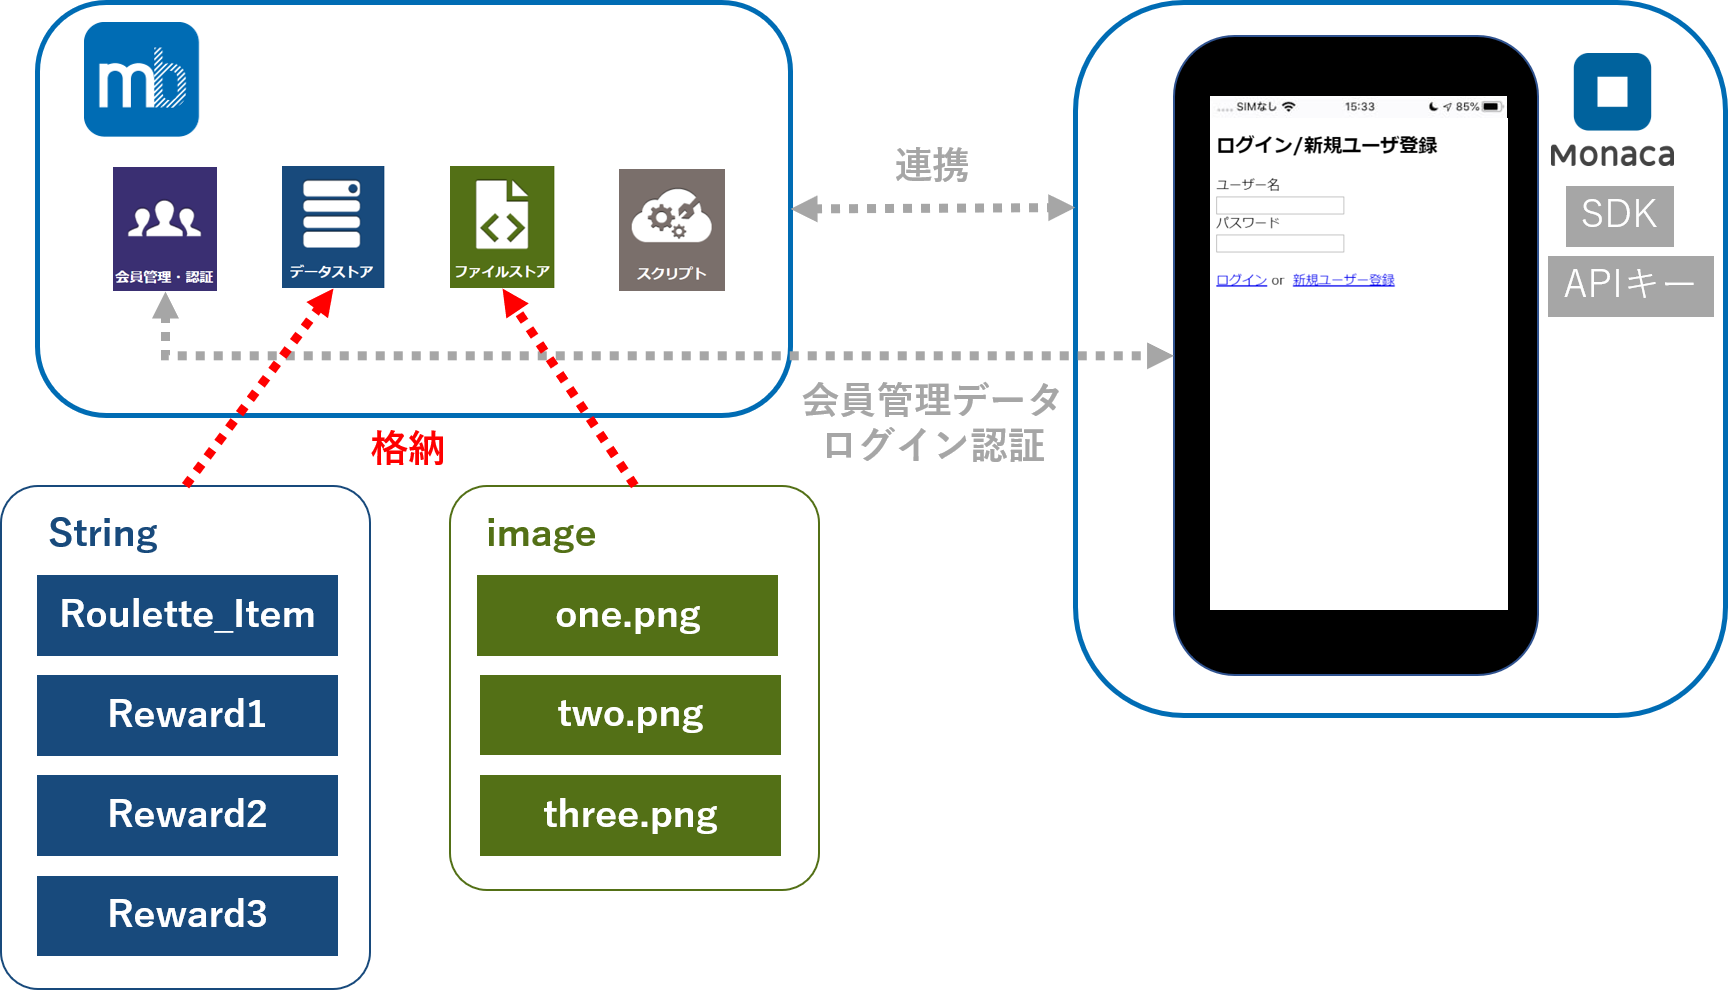 mb
会員管理・認証
データストア
ファイルストア
スクリプト
連携
会員管理データ
ログイン認証
格納
String
Roulette_Item
Reward1
Reward2
Reward3
image
one.png
two.png
three.png
SIMなし 15:33 85%
ログイン/新規ユーザ登録
ユーザー名
パスワード
ログイン or 新規ユーザー登録
Monaca
SDK
APIキー